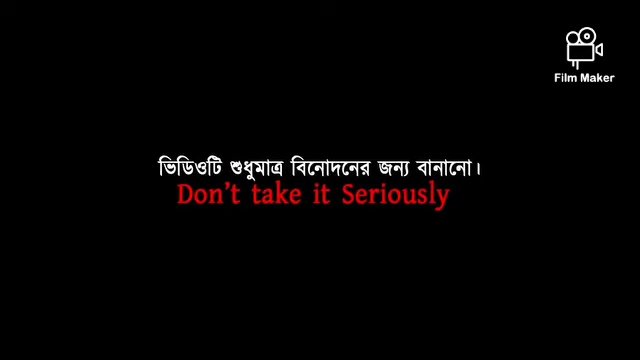 Film Maker
ভিডিওটি শুধুমাত্র বিনোদনের জন্য বানানো।
Don't take it Seriously